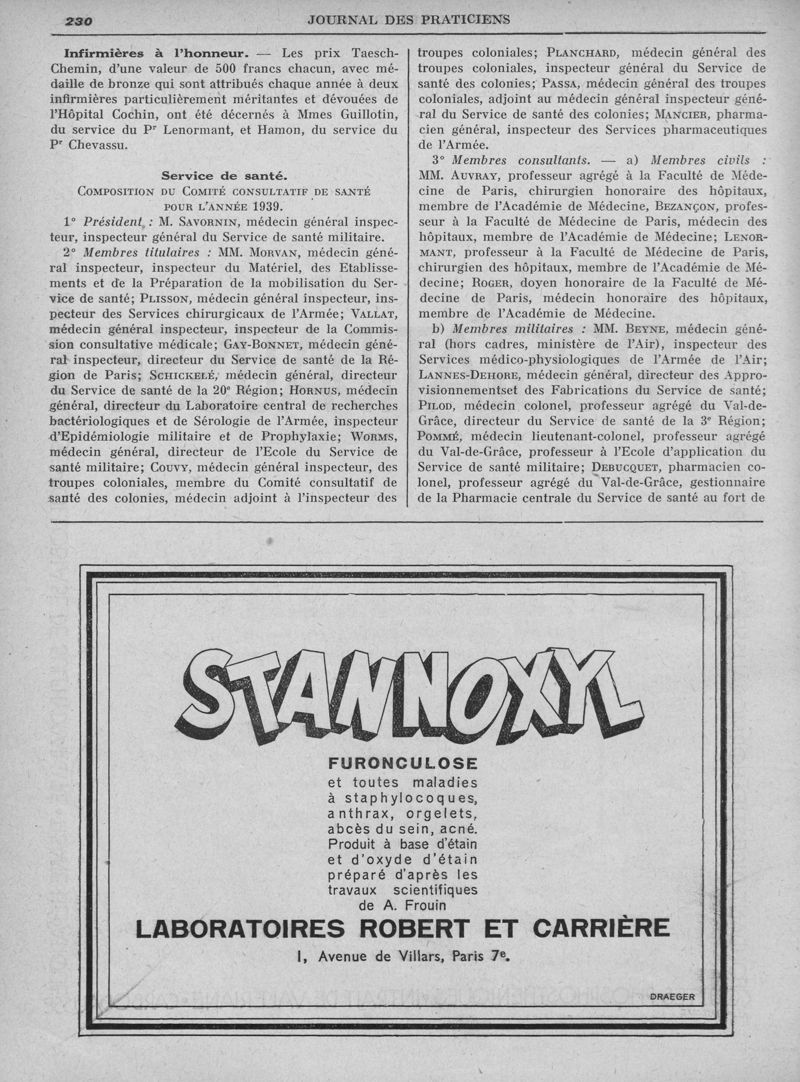 230
JOURNAL DES PRATICIENS
Infirmières à l'honneur. — Les prix Taesch-
Chemin, d'une valeur de 500 francs chacun, avec mé-
daille de bronze qui sont attribués chaque année à deux
infirmières particulièrement méritantes et dévouées de
l'Hôpital Cochin, ont été décernés à Mmes Guillotin,
du service du Pr Lenormant, et Hamon, du service du
Pr Chevassu.
Service de santé.
COMPOSITION DU COMITÉ CONSULTATIF DE SANTÉ
POUR L'ANNÉE 1939.
1° Président : M. SAVORNIN, médecin général inspec-
teur, inspecteur général du Service de santé militaire.
2° Membres titulaires : MM. MORVAN, médecin géné-
ral inspecteur, inspecteur du Matériel, des Etablisse-
ments et de la Préparation de la mobilisation du Ser-
vice de santé; PLISSON, médecin général inspecteur, ins-
pecteur des Services chirurgicaux de l'Armée; VALLAT,
médecin général inspecteur, inspecteur de la Commis-
sion consultative médicale; GAY-BONNET, médecin géné-
ral inspecteur, directeur du Service de santé de la Ré-
gion de Paris; SCHICKELÉ, médecin général, directeur
du Service de santé de la 20e Région; HORNUS, médecin
général, directeur du Laboratoire central de recherches
bactériologiques et de Sérologie de l'Armée, inspecteur
d'Epidémiologie militaire et de Prophylaxie; WORMS,
médecin général, directeur de l'Ecole du Service de
santé militaire; COUVY, médecin général inspecteur, des
troupes coloniales, membre du Comité consultatif de
santé des colonies, médecin adjoint à l'inspecteur des
troupes coloniales; PLANCHARD, médecin général des
troupes coloniales, inspecteur général du Service de
santé des colonies; PASSA, médecin général des troupes
coloniales, adjoint au médecin général inspecteur géné-
ral du Service de santé des colonies; MANCIER, pharma-
cien général, inspecteur des Services pharmaceutiques
de l'Armée.
3° Membres consultants. — a) Membres civils :
MM. AUVRAY, professeur agrégé à la Faculté de Méde-
cine de Paris, chirurgien honoraire des hôpitaux,
membre de l'Académie de Médecine, BEZANÇON, profes-
seur à la Faculté de Médecine de Paris, médecin des
hôpitaux, membre de l'Académie de Médecine; LENOR-
MANT, professeur à la Faculté de Médecine de Paris,
chirurgien des hôpitaux, membre de l'Académie de Mé-
decine; ROGER, doyen honoraire de la Faculté de Mé-
decine de Paris, médecin honoraire des hôpitaux,
membre de l'Académie de Médecine.
b) Membres militaires : MM. BEYNE, médecin géné-
ral (hors cadres, ministère de l'Air), inspecteur des
Services médico-physiologiques de l'Armée de l'Air;
LANNES-DEHORE, médecin général, directeur des Appro-
visionnementset des Fabrications du Service de santé;
PILOD, médecin colonel, professeur agrégé du Val-de-
Grâce, directeur du Service de santé de la 3e Région;
POMMÉ, médecin lieutenant-colonel, professeur agrégé
du Val-de-Grâce, professeur à l'Ecole d'application du
Service de santé militaire; DEBUCQUET, pharmacien co-
lonel, professeur agrégé du Val-de-Grâce, gestionnaire
de la Pharmacie centrale du Service de santé au fort de
STANNOXYL
FURONCULOSE
et toutes maladies
à staphylocoques,
anthrax, orgelets,
abcès du sein, acné.
Produit à base d'étain
et d'oxyde d'étain
préparé d'après les
travaux scientifiques
de A. Frouin
LABORATOIRES ROBERT ET CARRIÈRE
1, Avenue de Villars, Paris 7e.
DRAEGER